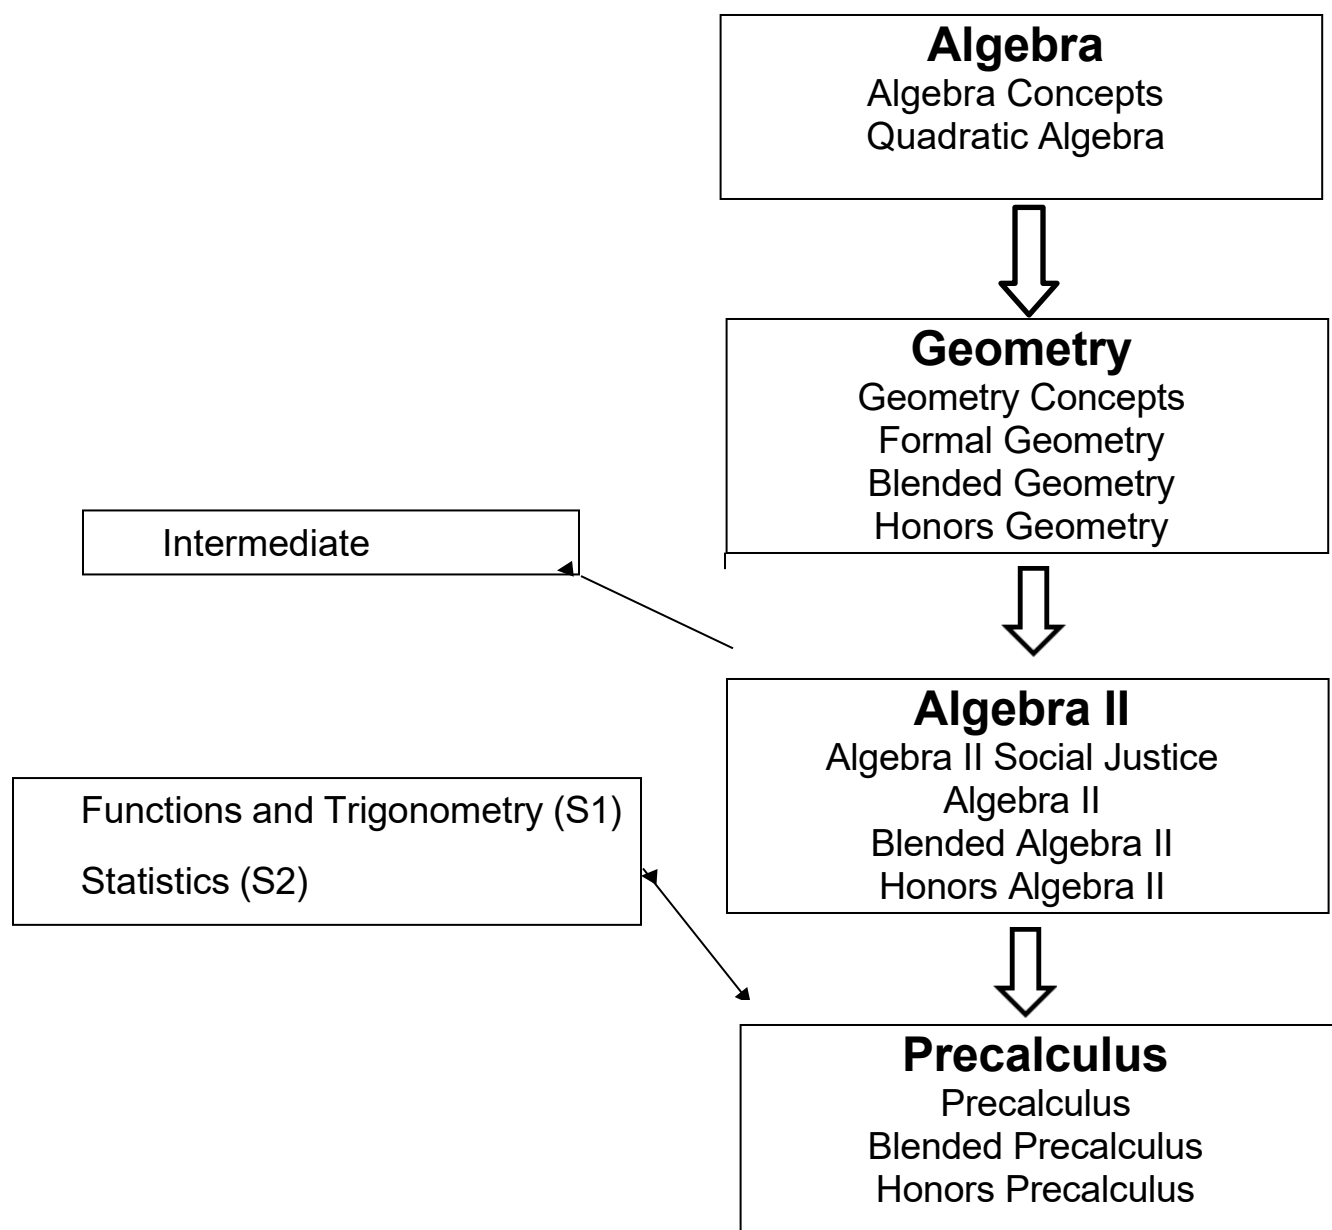 Algebra
Algebra Concepts
Quadratic Algebra
Geometry
Geometry Concepts
Formal Geometry
Blended Geometry
Honors Geometry
Intermediate
Algebra II
Algebra II Social Justice
Algebra II
Blended Algebra II
Honors Algebra II
Functions and Trigonometry (S1)
Statistics (S2)
Precalculus
Precalculus
Blended Precalculus
Honors Precalculus